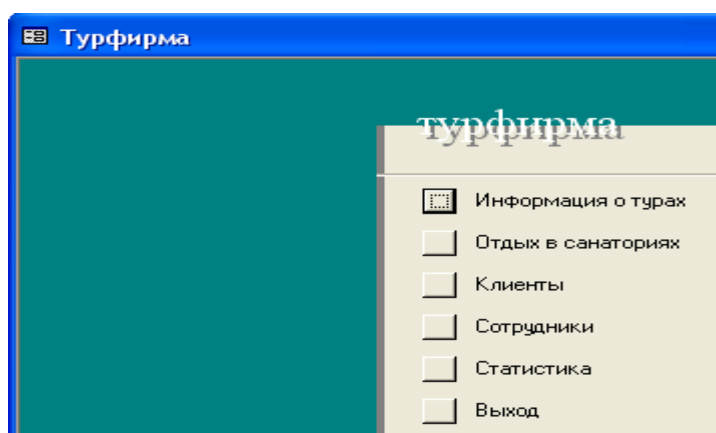 Турфирма
турфирма
Информация о турах
Отдых в санаториях
Клиенты
Сотрудники
Статистика
Выход